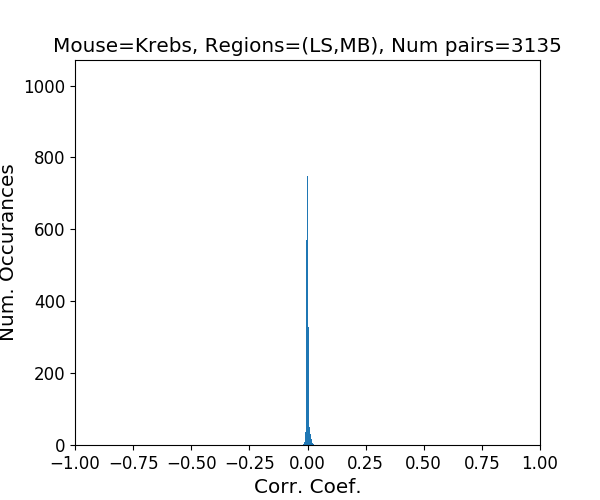 Mouse=Krebs, Regions=(LS,MB), Num pairs=3135
1000
800
600
400
200
0
Num. Occurances
−1.00 −0.75 −0.50 −0.25 0.00 0.25 0.50 0.75 1.00
Corr. Coef.